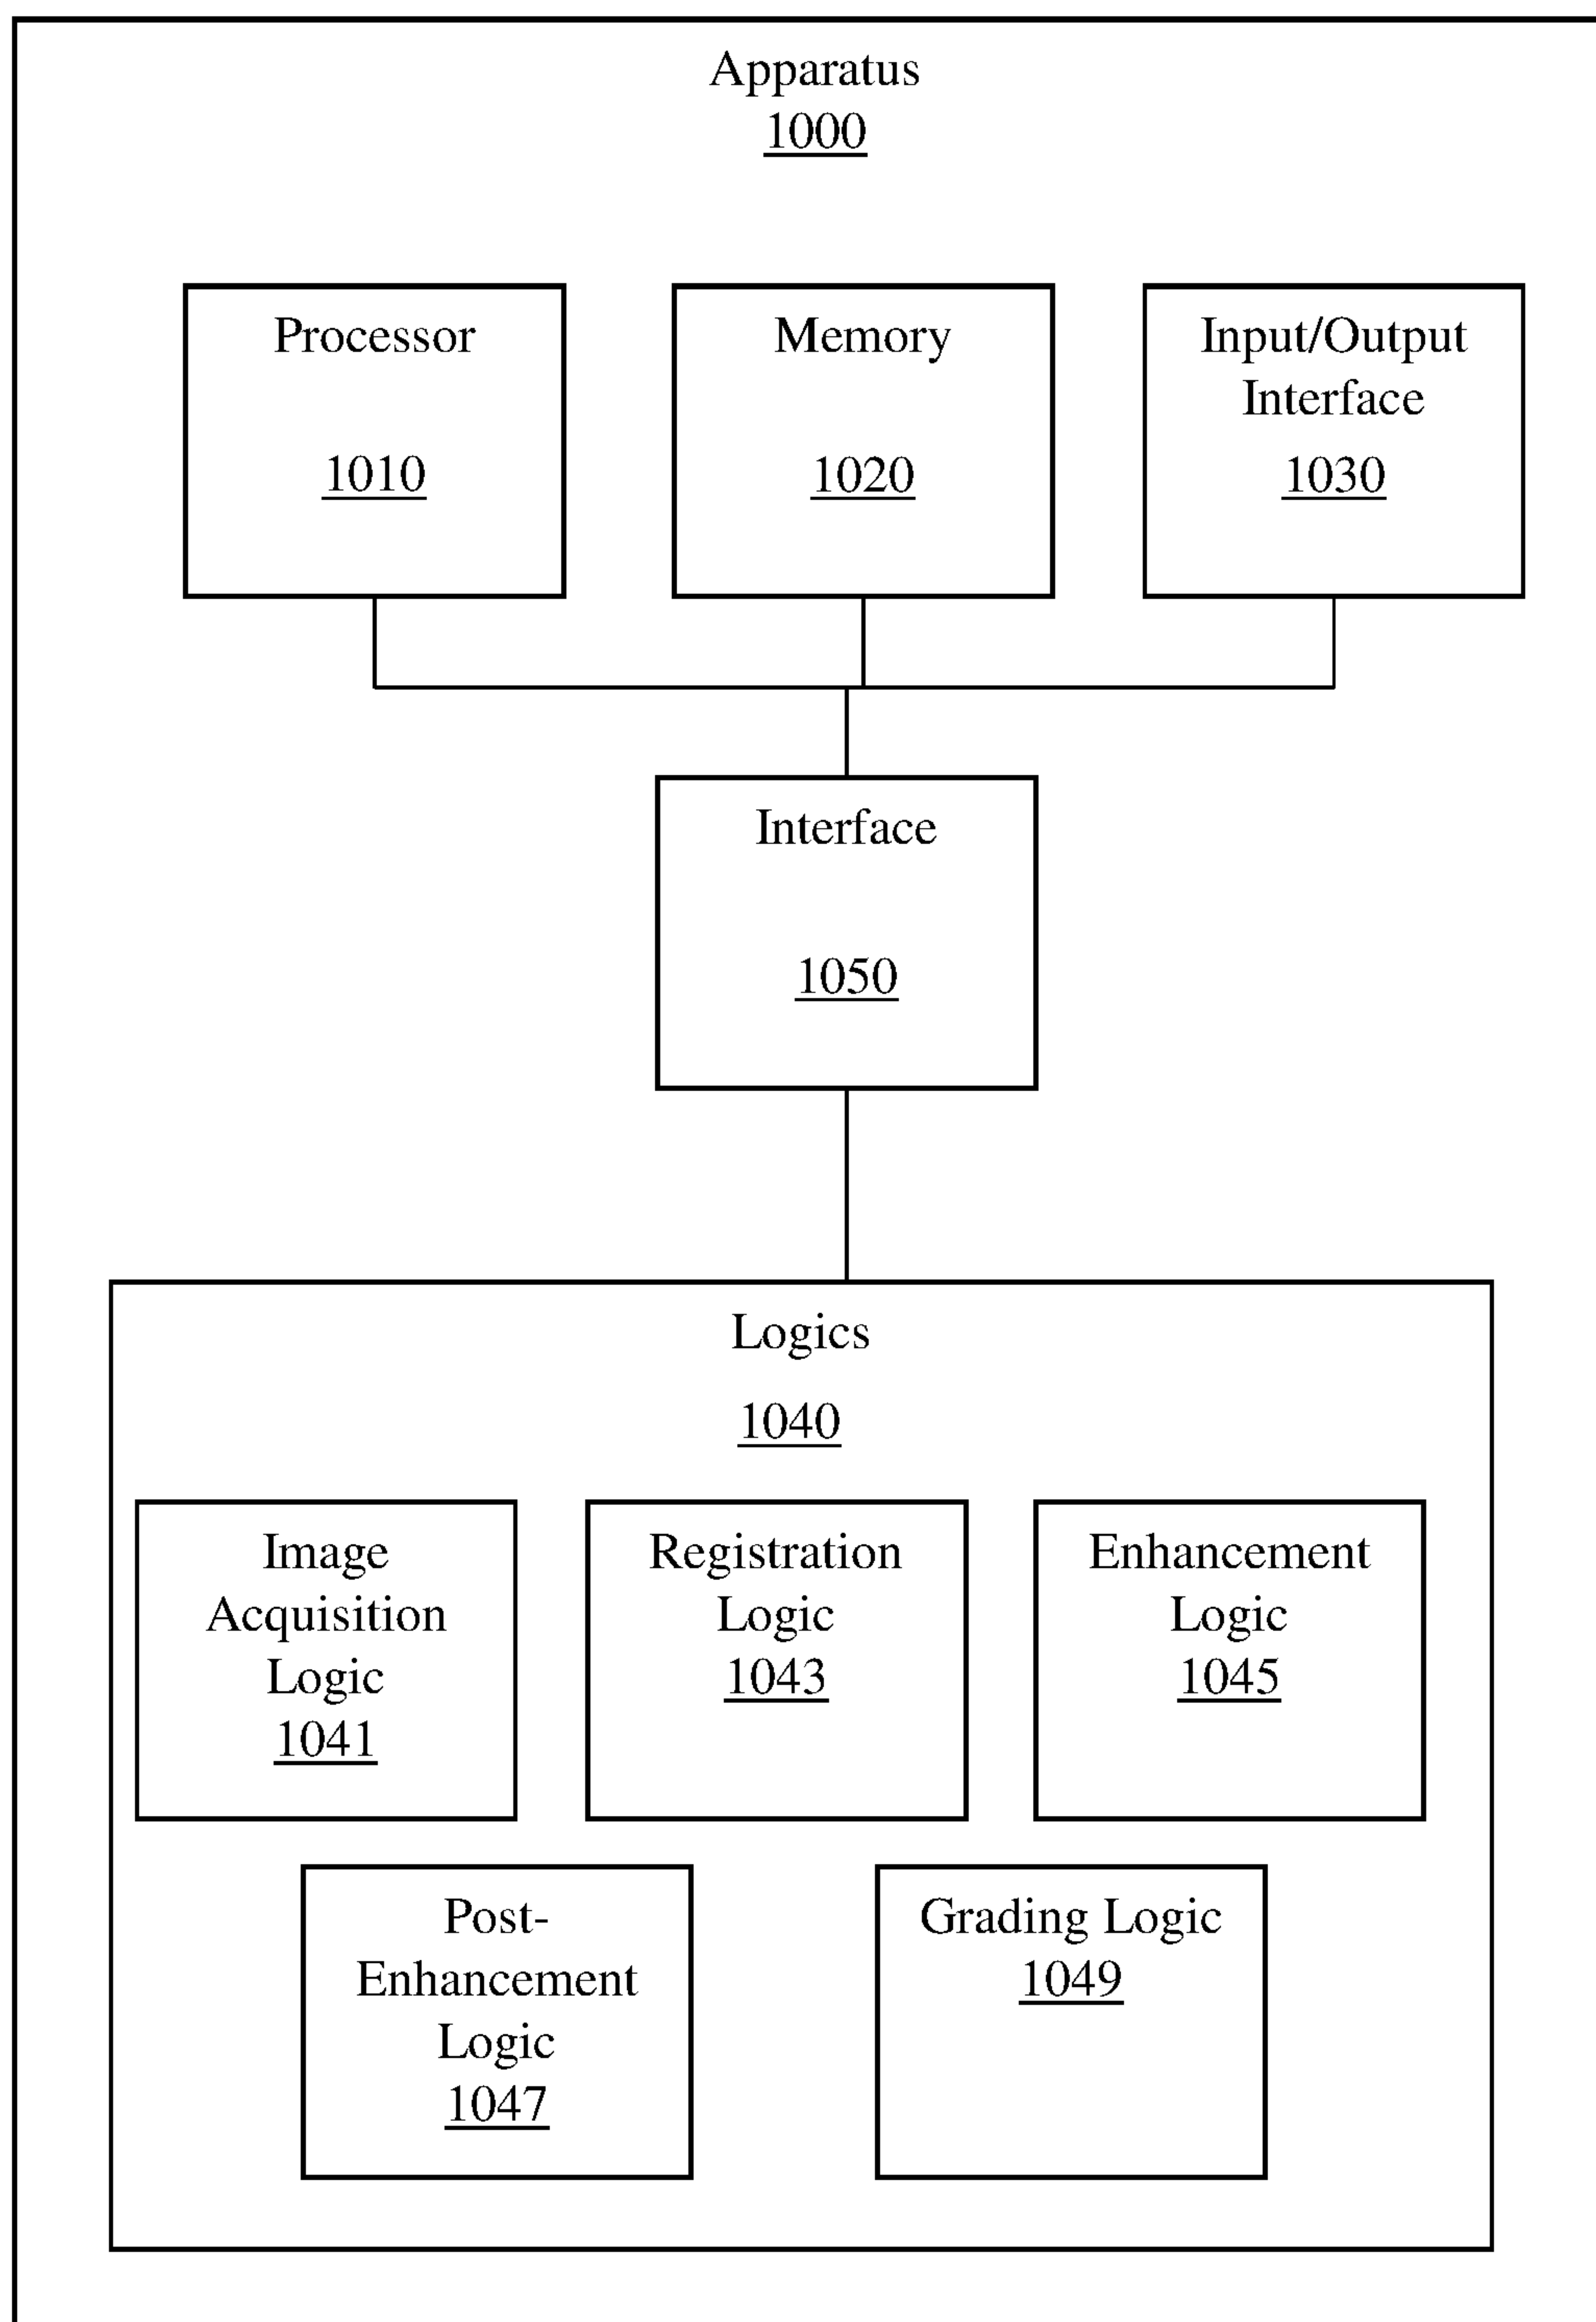 Apparatus
1000
Processor
1010
Memory
1020
Input/Output
Interface
1030
Interface
1050
Logics
1040
Image
Acquisition
Logic
1041
Registration
Logic
1043
Enhancement
Logic
1045
Post-
Enhancement
Logic
1047
Grading Logic
1049